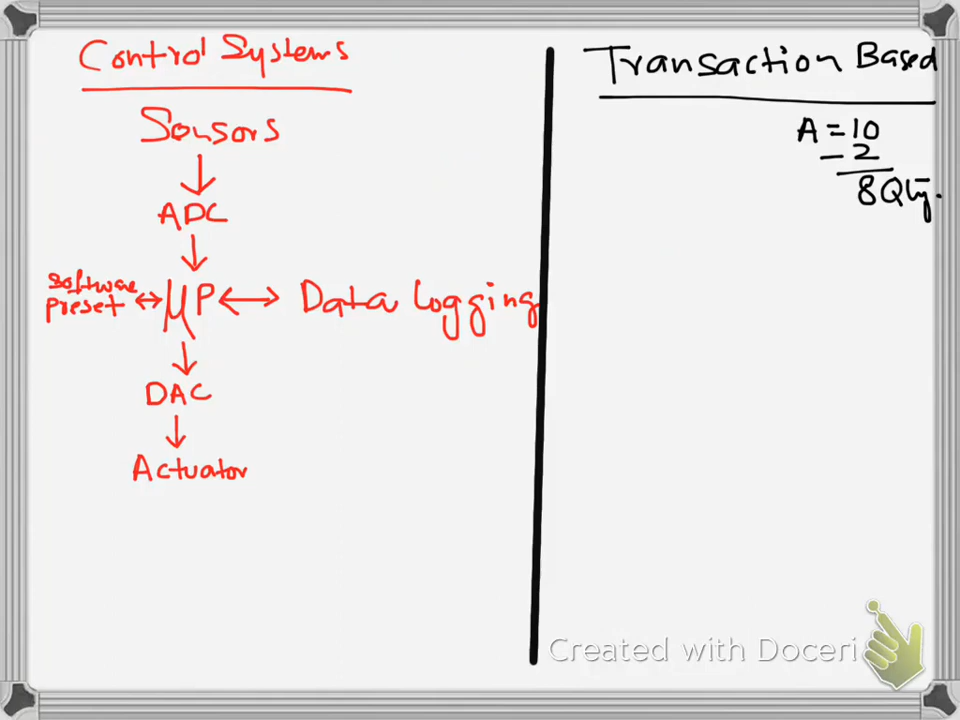 Control Systems
Sensors
ADC
software
preset ↔ μP ↔ Data logging
DAC
Actuator
Transaction Based
A = 10
- 2
8 Qty.
Created with Doceri